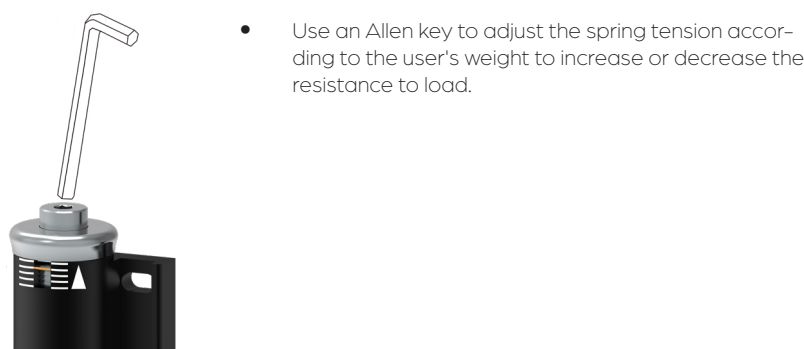 • Use an Allen key to adjust the spring tension accor-
ding to the user's weight to increase or decrease the
resistance to load.